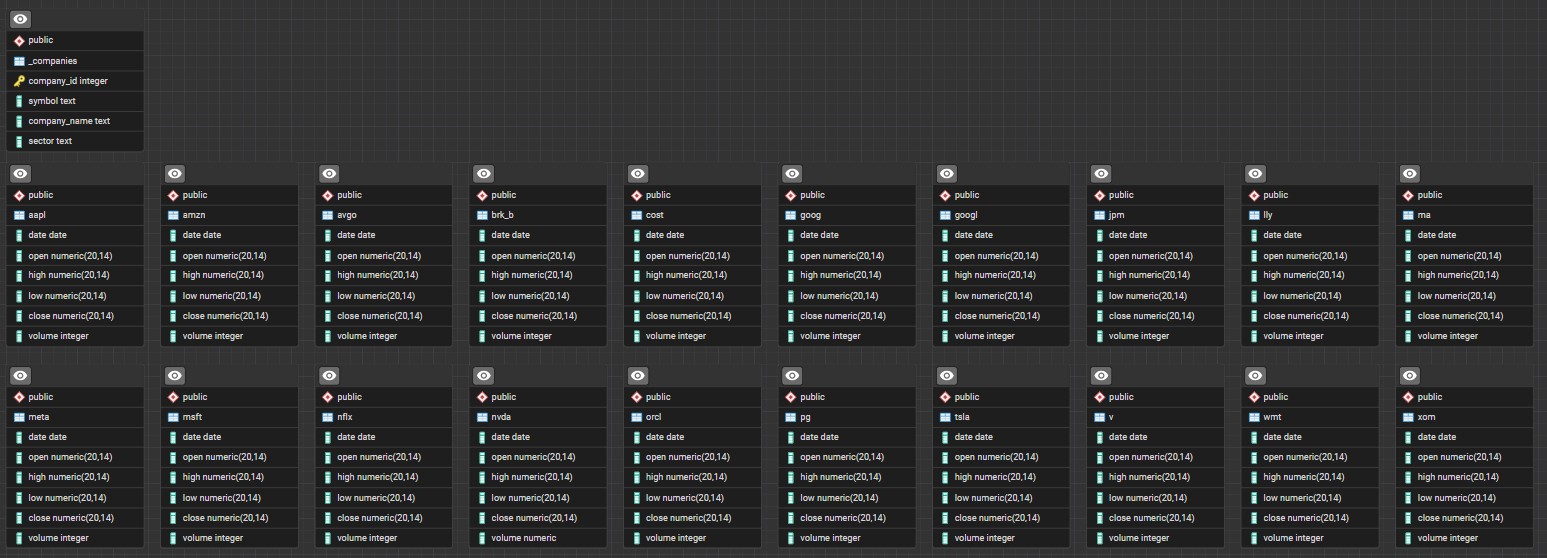 public
_companies
company_id integer
symbol text
company_name text
sector text
public
aapl
date date
open numeric(20,14)
high numeric(20,14)
low numeric(20,14)
close numeric(20,14)
volume integer
public
amzn
date date
open numeric(20,14)
high numeric(20,14)
low numeric(20,14)
close numeric(20,14)
volume integer
public
avgo
date date
open numeric(20,14)
high numeric(20,14)
low numeric(20,14)
close numeric(20,14)
volume integer
public
brk_b
date date
open numeric(20,14)
high numeric(20,14)
low numeric(20,14)
close numeric(20,14)
volume integer
public
cost
date date
open numeric(20,14)
high numeric(20,14)
low numeric(20,14)
close numeric(20,14)
volume integer
public
goog
date date
open numeric(20,14)
high numeric(20,14)
low numeric(20,14)
close numeric(20,14)
volume integer
public
googl
date date
open numeric(20,14)
high numeric(20,14)
low numeric(20,14)
close numeric(20,14)
volume integer
public
jpm
date date
open numeric(20,14)
high numeric(20,14)
low numeric(20,14)
close numeric(20,14)
volume integer
public
lly
date date
open numeric(20,14)
high numeric(20,14)
low numeric(20,14)
close numeric(20,14)
volume integer
public
ma
date date
open numeric(20,14)
high numeric(20,14)
low numeric(20,14)
close numeric(20,14)
volume integer
public
meta
date date
open numeric(20,14)
high numeric(20,14)
low numeric(20,14)
close numeric(20,14)
volume integer
public
msft
date date
open numeric(20,14)
high numeric(20,14)
low numeric(20,14)
close numeric(20,14)
volume integer
public
nflx
date date
open numeric(20,14)
high numeric(20,14)
low numeric(20,14)
close numeric(20,14)
volume integer
public
nvda
date date
open numeric(20,14)
high numeric(20,14)
low numeric(20,14)
close numeric(20,14)
volume numeric
public
orcl
date date
open numeric(20,14)
high numeric(20,14)
low numeric(20,14)
close numeric(20,14)
volume integer
public
pg
date date
open numeric(20,14)
high numeric(20,14)
low numeric(20,14)
close numeric(20,14)
volume integer
public
tsla
date date
open numeric(20,14)
high numeric(20,14)
low numeric(20,14)
close numeric(20,14)
volume integer
public
v
date date
open numeric(20,14)
high numeric(20,14)
low numeric(20,14)
close numeric(20,14)
volume integer
public
wmt
date date
open numeric(20,14)
high numeric(20,14)
low numeric(20,14)
close numeric(20,14)
volume integer
public
xom
date date
open numeric(20,14)
high numeric(20,14)
low numeric(20,14)
close numeric(20,14)
volume integer